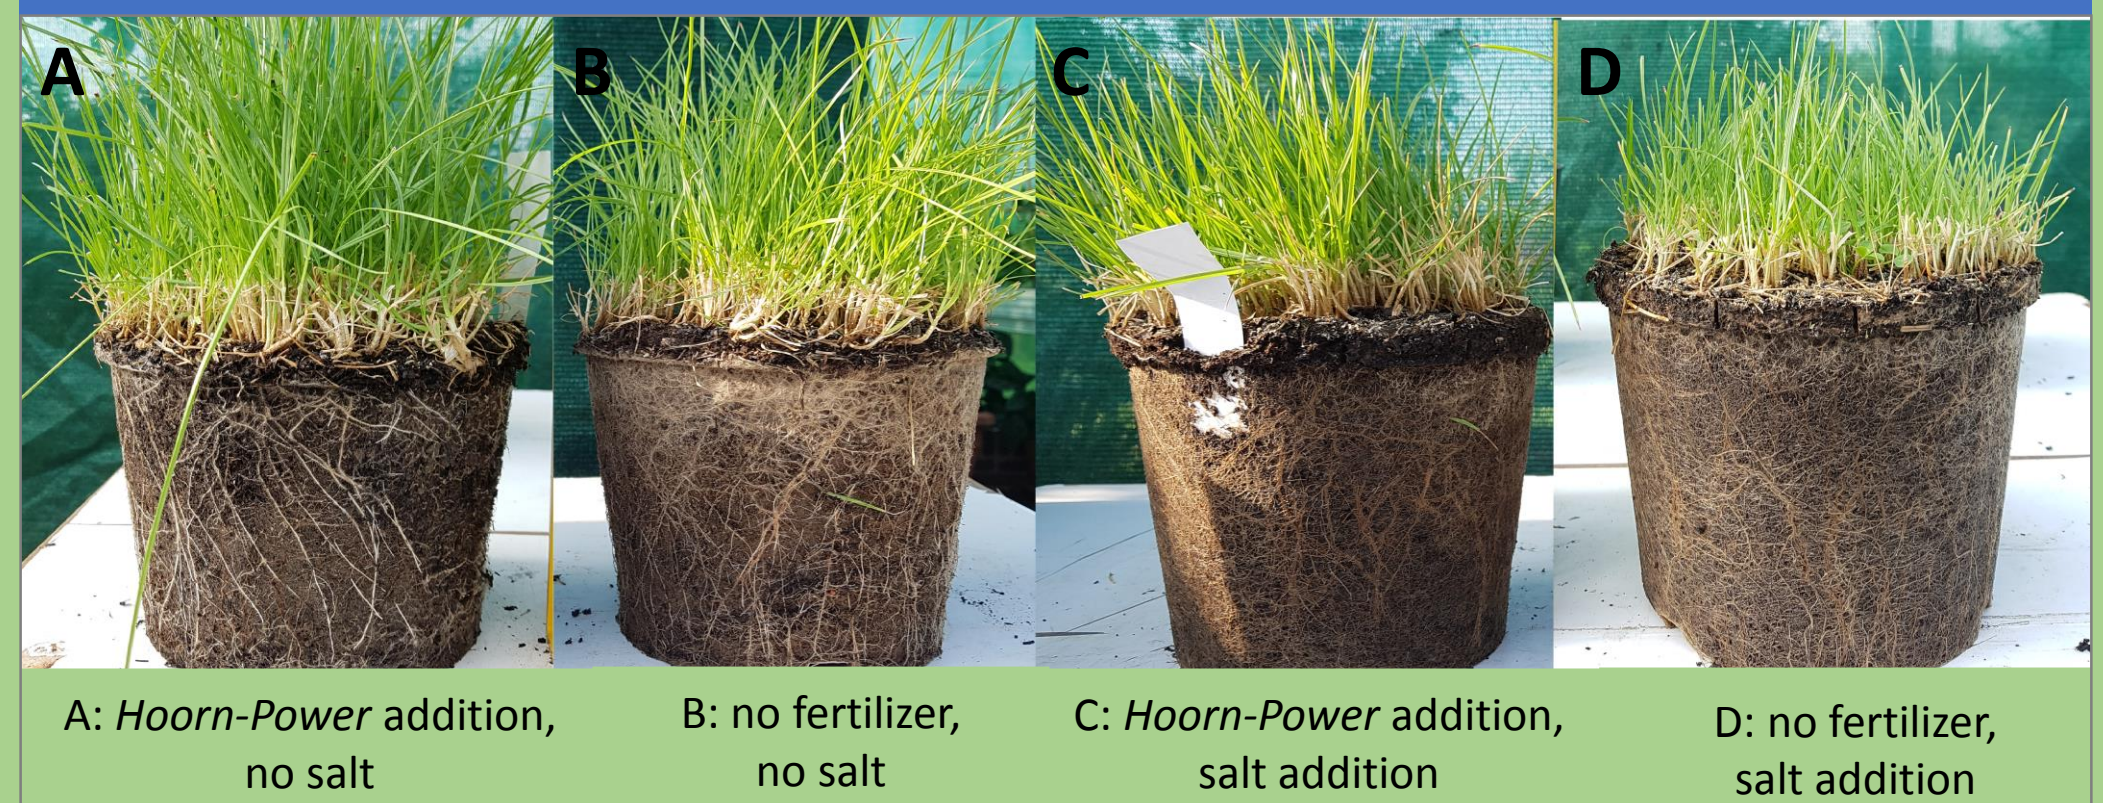 A
B
C
D
A: Hoorn-Power addition,
no salt
B: no fertilizer,
no salt
C: Hoorn-Power addition,
salt addition
D: no fertilizer,
salt addition